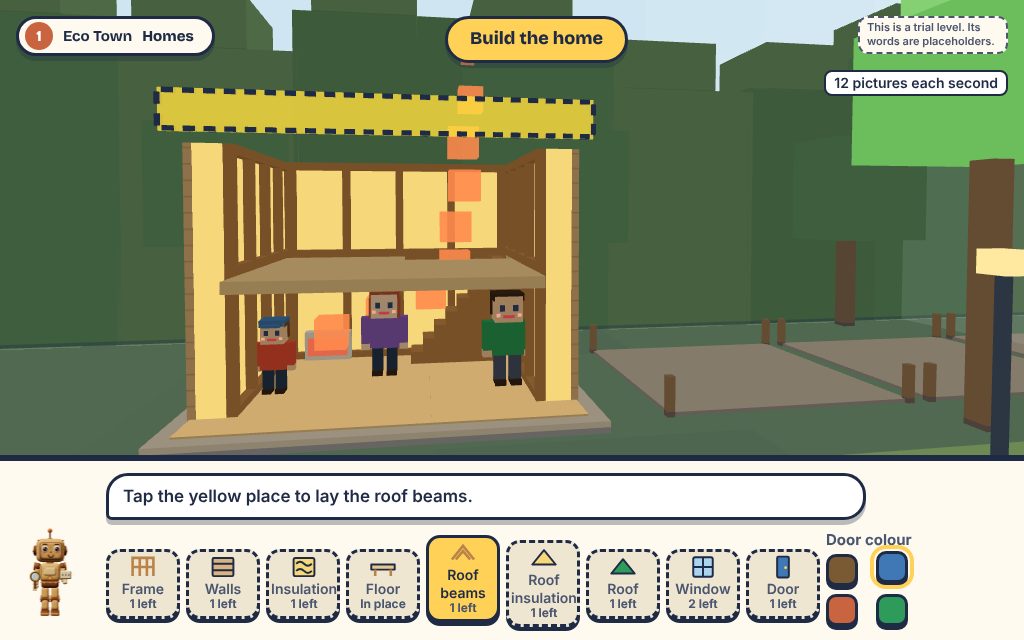 1 Eco Town Homes
Build the home
This is a trial level. Its
words are placeholders.
12 pictures each second
Tap the yellow place to lay the roof beams.
Frame
1 left
Walls
1 left
Insulation
1 left
Floor
In place
Roof
beams
1 left
Roof
insulation
1 left
Roof
1 left
Window
2 left
Door
1 left
Door colour